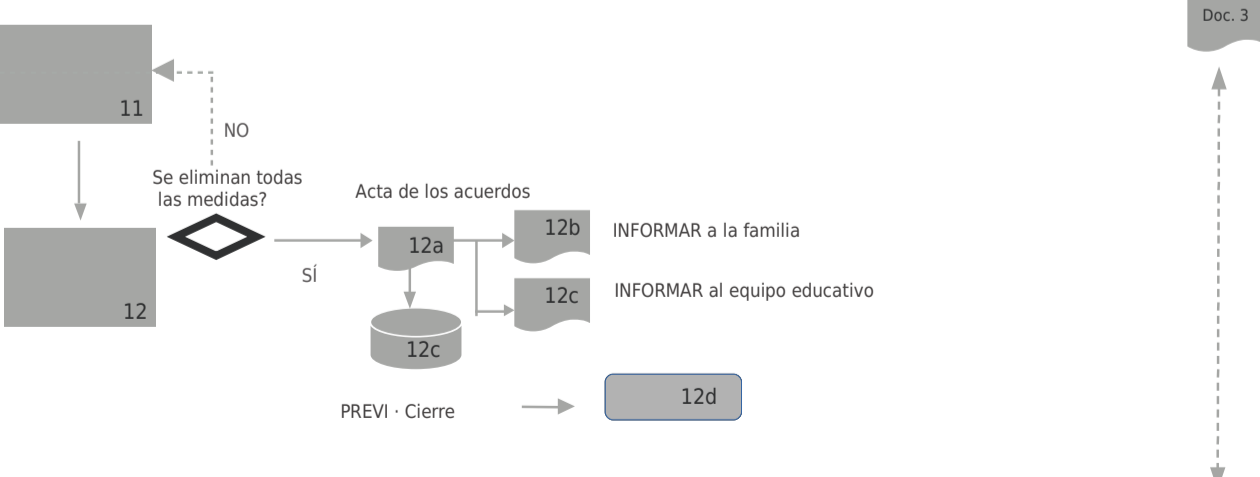 Doc. 3
11
NO
Se eliminan todas
las medidas?
Acta de los acuerdos
12b
INFORMAR a la familia
12a
SÍ
12c
INFORMAR al equipo educativo
12
12c
12d
PREVI · Cierre